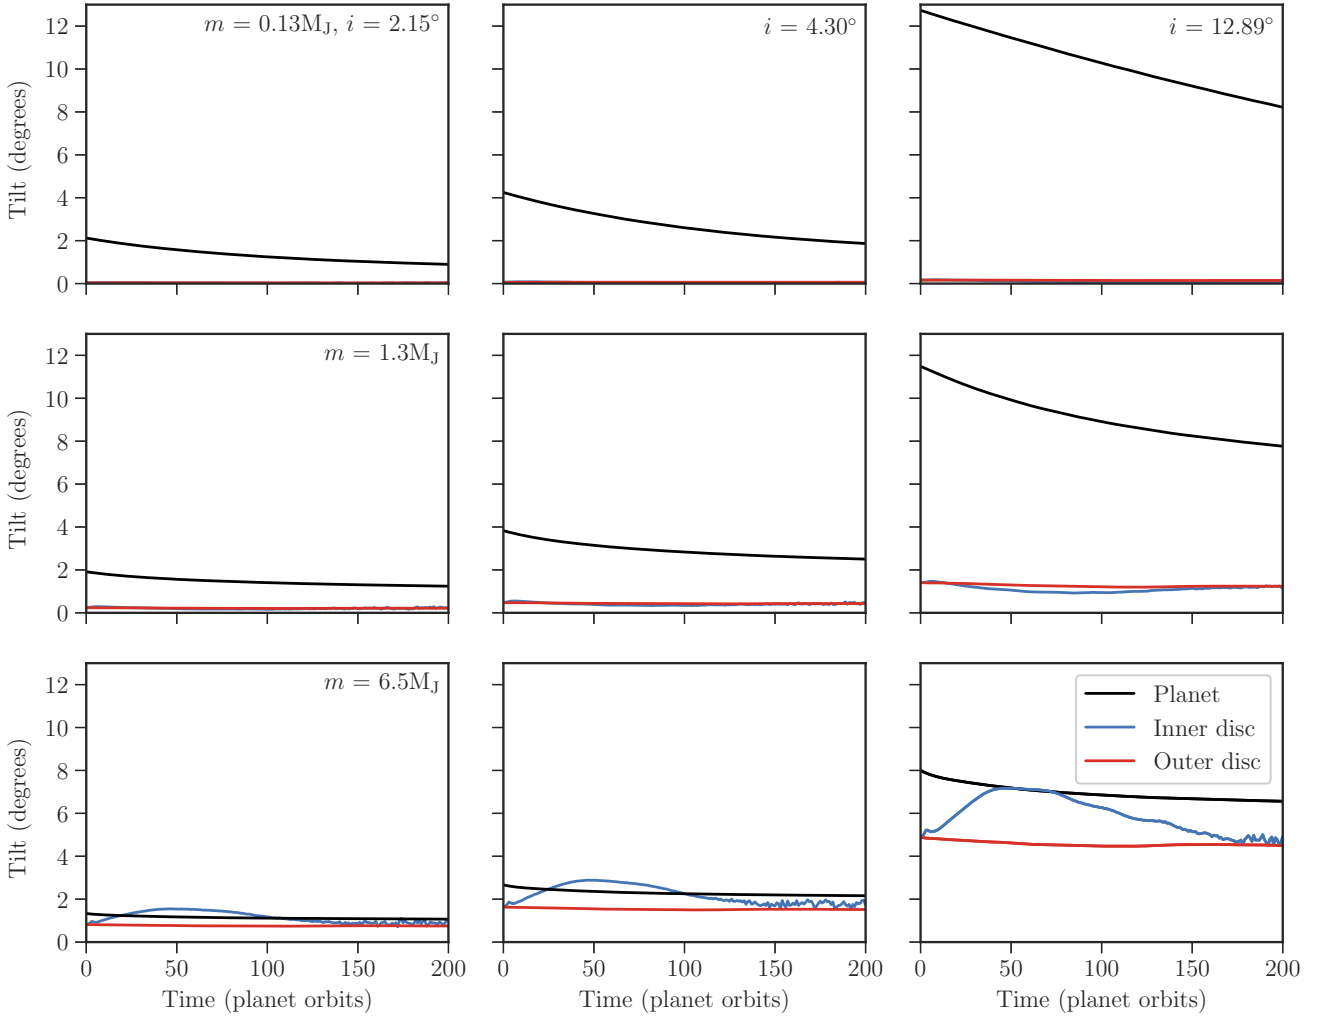 m = 0.13M_J, i = 2.15°
i = 4.30°
i = 12.89°
Tilt (degrees)
12
10
8
6
4
2
0
m = 1.3M_J
Tilt (degrees)
12
10
8
6
4
2
0
m = 6.5M_J
Planet
Inner disc
Outer disc
Tilt (degrees)
12
10
8
6
4
2
0
0 50 100 150 200
0 50 100 150 200
0 50 100 150 200
Time (planet orbits)
Time (planet orbits)
Time (planet orbits)